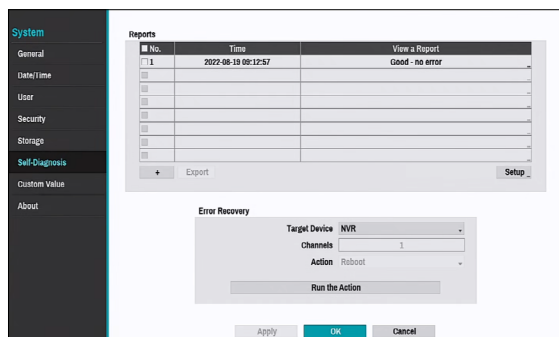 System
General
Date/Time
User
Security
Storage
Self-Diagnosis
Custom Value
About
Reports
No. Time View a Report
1 2022-08-19 09:12:57 Good - no error
+ Export Setup
Error Recovery
Target Device NVR
Channels 1
Action Reboot
Run the Action
Apply OK Cancel